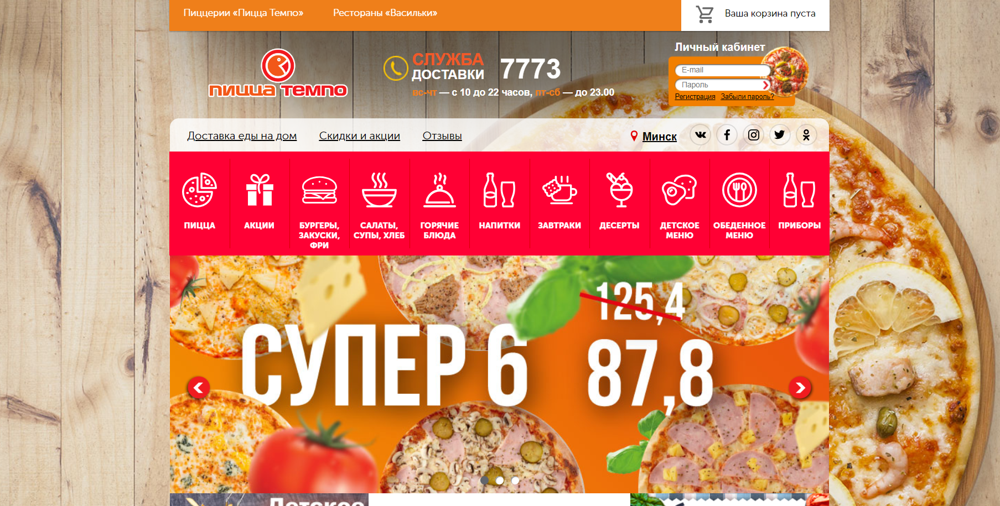 Пиццерии «Пицца Темпо»
Рестораны «Васильки»
Ваша корзина пуста
ПИЦЦА ТЕМПО
СЛУЖБА
ДОСТАВКИ
7773
вс-чт — с 10 до 22 часов, пт-сб — до 23.00
Личный кабинет
E-mail
Пароль
Регистрация
Забыли пароль?
Доставка еды на дом
Скидки и акции
Отзывы
Минск
ПИЦЦА
АКЦИИ
БУРГЕРЫ,
ЗАКУСКИ,
ФРИ
САЛАТЫ,
СУПЫ, ХЛЕБ
ГОРЯЧИЕ
БЛЮДА
НАПИТКИ
ЗАВТРАКИ
ДЕСЕРТЫ
ДЕТСКОЕ
МЕНЮ
ОБЕДЕННОЕ
МЕНЮ
ПРИБОРЫ
125,4
СУПЕР 6
87,8
Детское